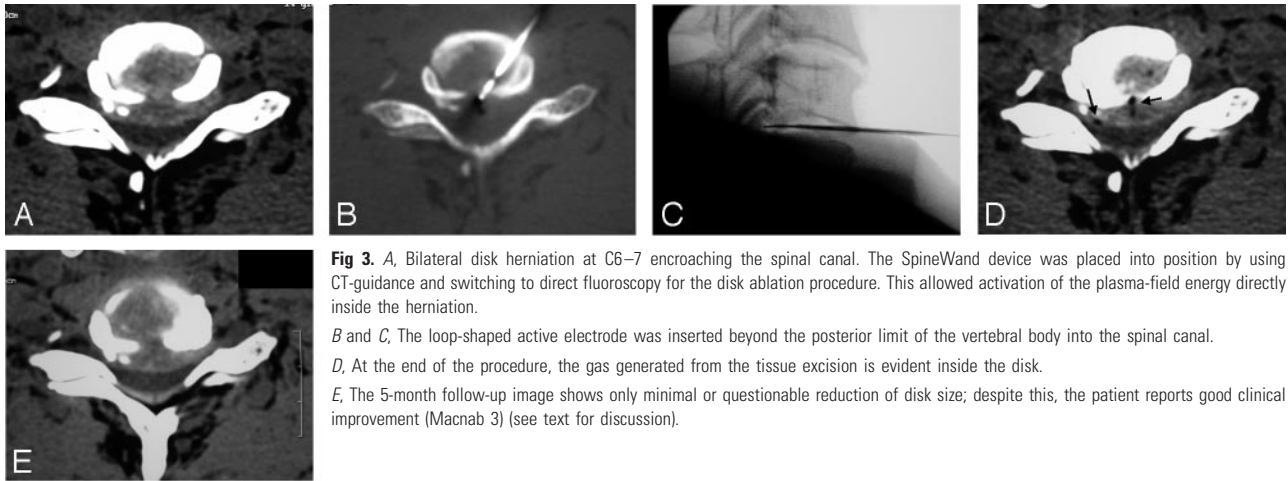 A
B
C
D
E
Fig 3. A, Bilateral disk herniation at C6–7 encroaching the spinal canal. The SpineWand device was placed into position by using
CT-guidance and switching to direct fluoroscopy for the disk ablation procedure. This allowed activation of the plasma-field energy directly
inside the herniation.
B and C, The loop-shaped active electrode was inserted beyond the posterior limit of the vertebral body into the spinal canal.
D, At the end of the procedure, the gas generated from the tissue excision is evident inside the disk.
E, The 5-month follow-up image shows only minimal or questionable reduction of disk size; despite this, the patient reports good clinical
improvement (Macnab 3) (see text for discussion).